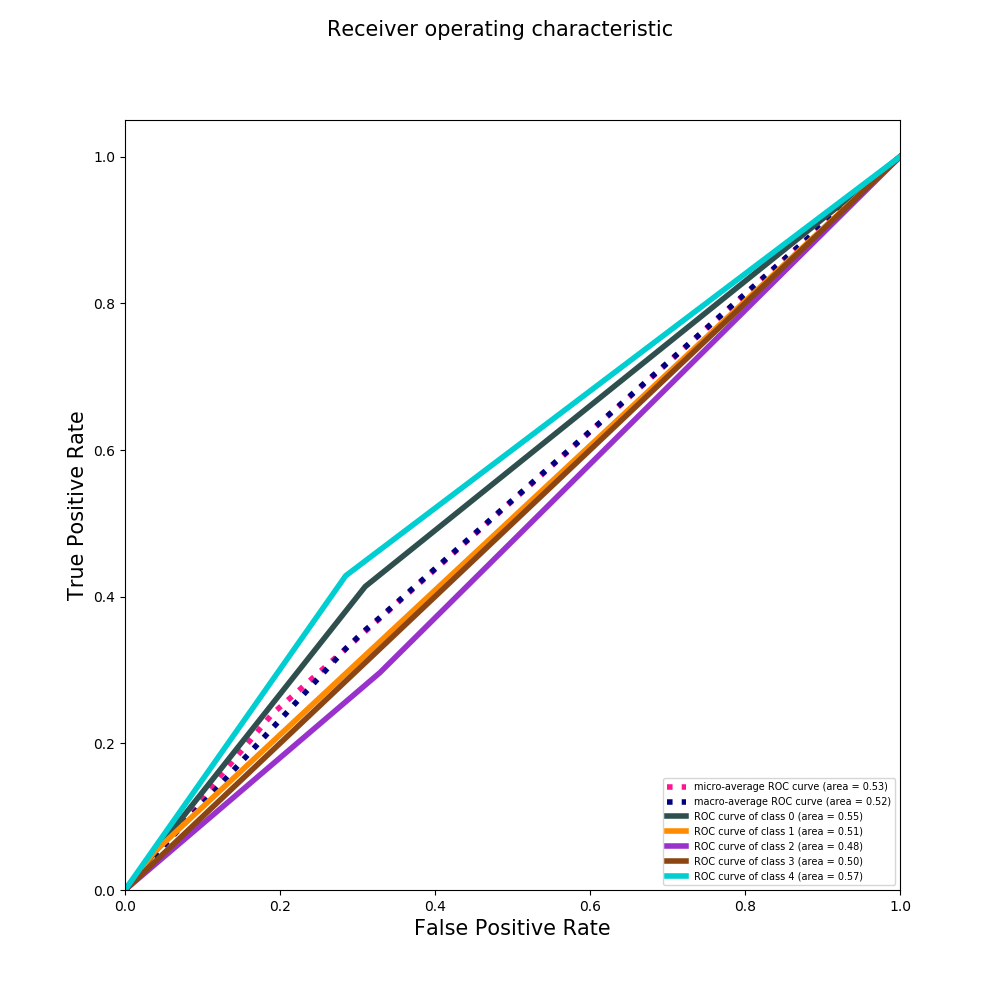 Receiver operating characteristic
1.0
0.8
0.6
0.4
0.2
0.0
True Positive Rate
micro-average ROC curve (area = 0.53)
macro-average ROC curve (area = 0.52)
ROC curve of class 0 (area = 0.55)
ROC curve of class 1 (area = 0.51)
ROC curve of class 2 (area = 0.48)
ROC curve of class 3 (area = 0.50)
ROC curve of class 4 (area = 0.57)
0.0 0.2 0.4 0.6 0.8 1.0
False Positive Rate